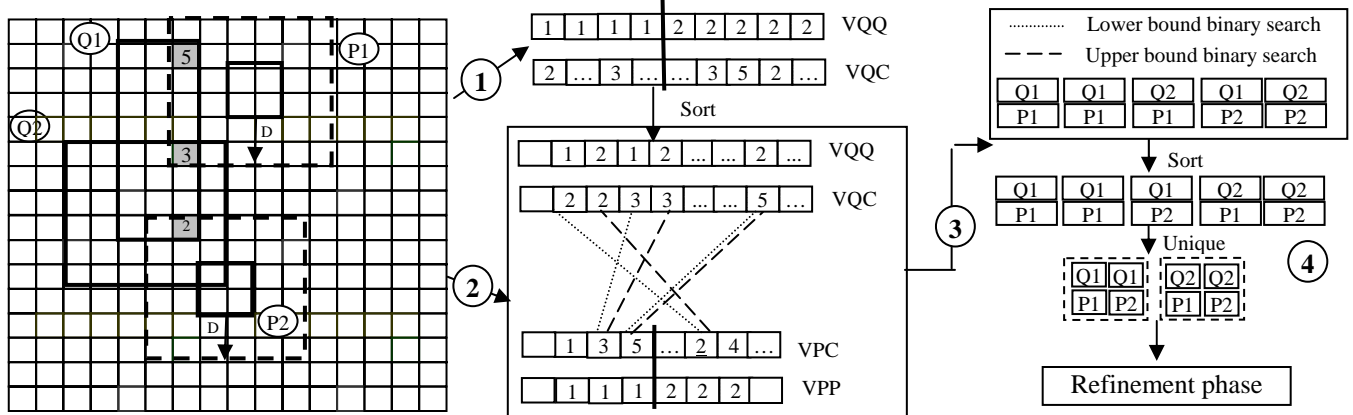 Q1
P1
5
D
Q2
3
2
D
P2
1
2
1 1 1 1 2 2 2 2 2 VQQ
2 ... 3 ... ... 3 5 2 ... VQC
Sort
1 2 1 2 ... ... 2 ... VQQ
2 2 3 3 ... ... 5 ... VQC
1 3 5 ... 2 4 ... VPC
1 1 1 2 2 2 VPP
3
Lower bound binary search
Upper bound binary search
Q1 Q1 Q2 Q1 Q2
P1 P1 P1 P2 P2
Sort
Q1 Q1 Q1 Q2 Q2
P1 P1 P2 P1 P2
Unique
4
Q1 Q1 Q2 Q2
P1 P2 P1 P2
Refinement phase